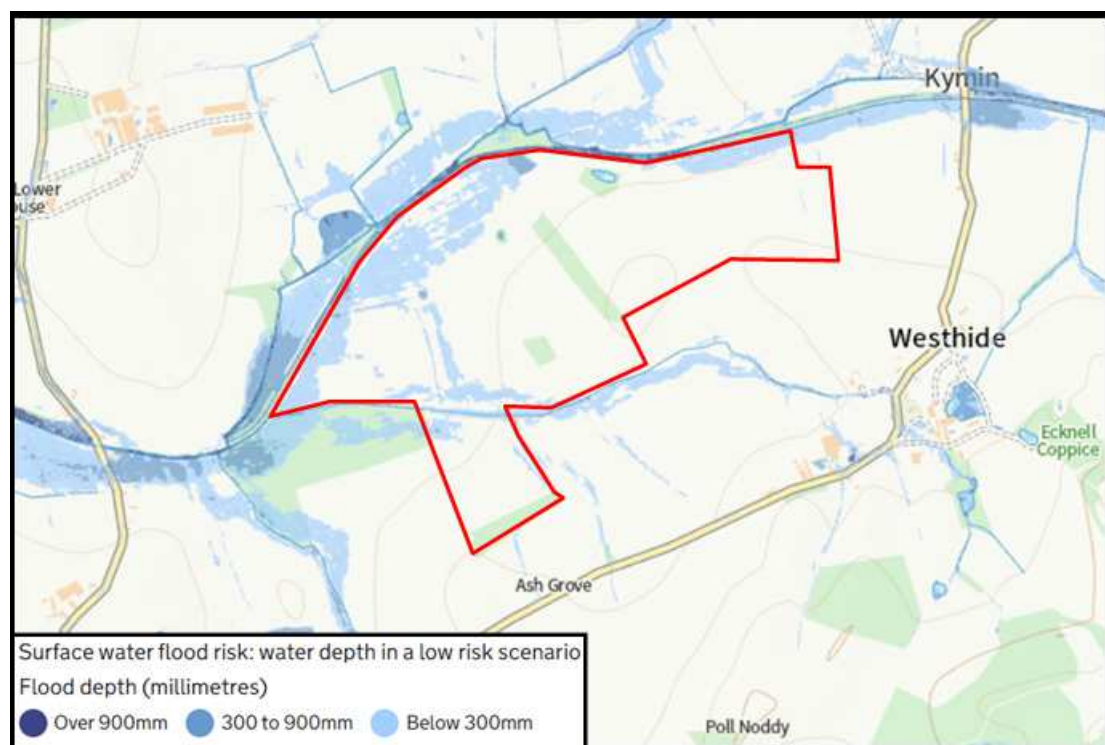 Kymin
Lower
ouse
Westhide
Ecknell
Coppice
Ash Grove
Poll Noddy
Surface water flood risk: water depth in a low risk scenario
Flood depth (millimetres)
Over 900mm 300 to 900mm Below 300mm